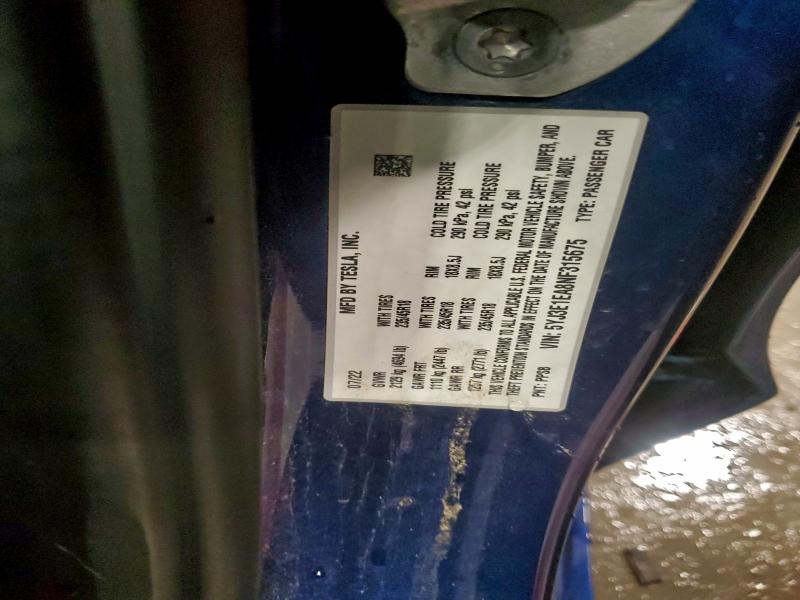 MFD BY TESLA, INC.
07/22
GVWR
2129 kg (4694 lb)
GAWR FRT WITH TIRES RIM COLD TIRE PRESSURE
1110 kg (2447 lb) 235/45R18 18X8.5J 290 kPa, 42 psi
GAWR RR WITH TIRES RIM COLD TIRE PRESSURE
1257 kg (2771 lb) 235/45R18 18X8.5J 290 kPa, 42 psi
THIS VEHICLE CONFORMS TO ALL APPLICABLE U.S. FEDERAL MOTOR VEHICLE SAFETY, BUMPER, AND
THEFT PREVENTION STANDARDS IN EFFECT ON THE DATE OF MANUFACTURE SHOWN ABOVE.
PNT: PPSB VIN: 5YJ3E1EA8NF315675 TYPE: PASSENGER CAR